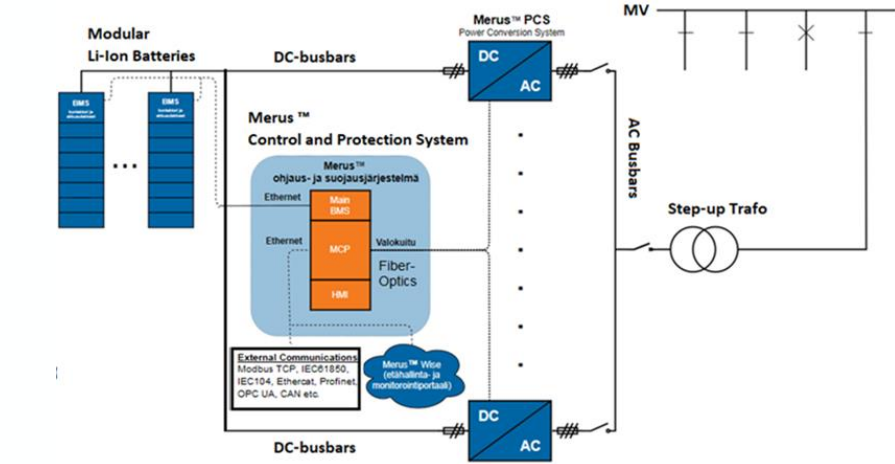 Modular
Li-Ion Batteries
DC-busbars
Merus™ PCS
Power Conversion System
MV
DC
AC
BMS
BMS
Merus ™
Control and Protection System
Merus™
ohjaus- ja suojausjärjestelmä
Ethernet
Main
BMS
AC Busbars
Step-up Trafo
Ethernet
MCP
Valokuitu
Fiber-
Optics
HMI
External Communications
Modbus TCP, IEC61850,
IEC104, Ethercat, Profinet,
OPC UA, CAN etc.
Merus™ Wise
(etähallinta- ja
monitorointiportaali)
DC
AC
DC-busbars